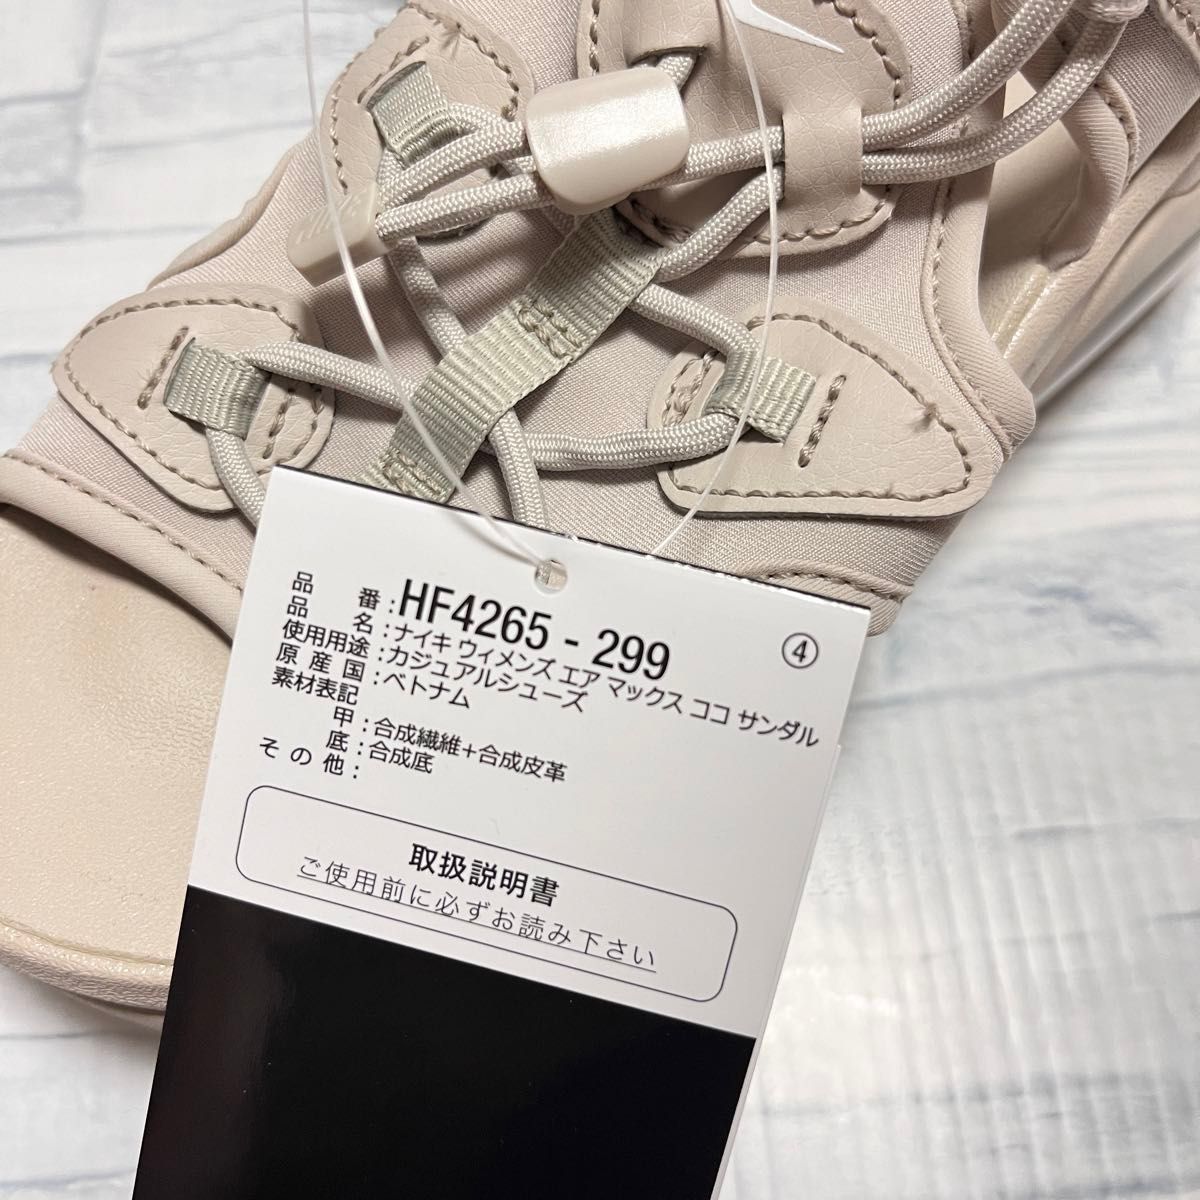 品番:HF4265 - 299 ④
品名:ナイキ ウィメンズ エア マックス ココ サンダル
使用用途:カジュアルシューズ
原産国:ベトナム
素材表記
甲:合成繊維+合成皮革
底:合成底
その他:
取扱説明書
ご使用前に必ずお読み下さい